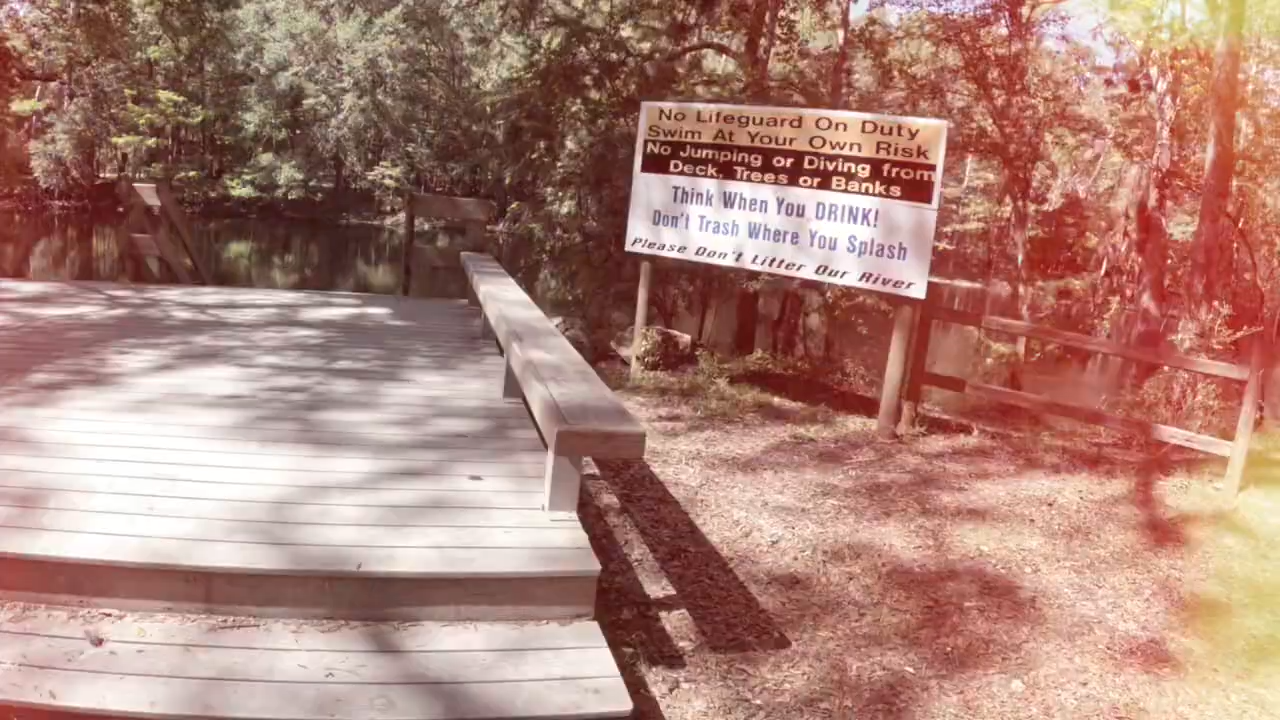 No Lifeguard On Duty
Swim At Your Own Risk
No Jumping or Diving from
Deck, Trees or Banks
Think When You DRINK!
Don't Trash Where You Splash
Please Don't Litter Our River